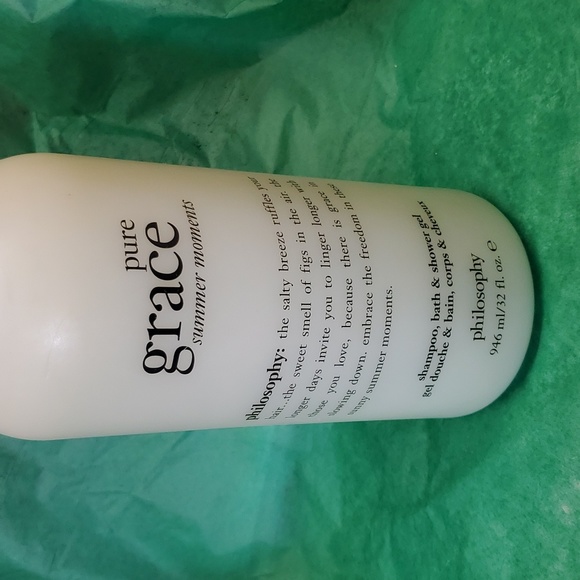 pure
grace
summer moments
philosophy: the salty breeze ruffles your
hair...the sweet smell of figs in the air. the
longer days invite you to linger longer with
those you love, because there is grace in
slowing down. embrace the freedom in these
sunny summer moments.
shampoo, bath & shower gel
gel douche & bain, corps & cheveux
philosophy
946 ml/32 fl. oz. ℮